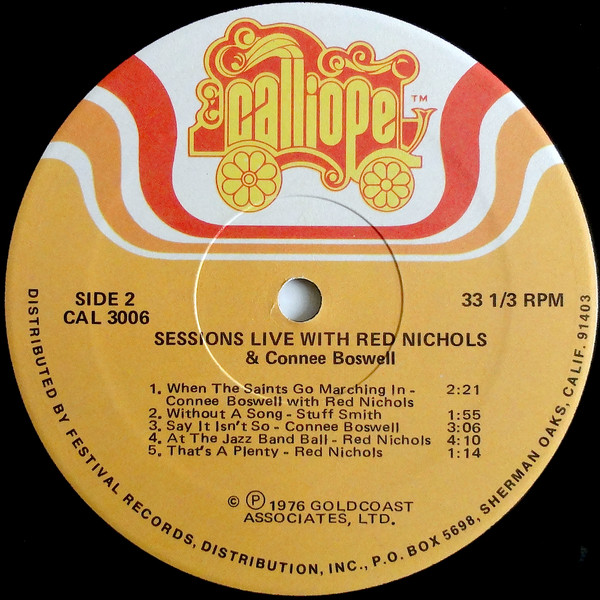 calliope TM
SIDE 2
CAL 3006
33 1/3 RPM
SESSIONS LIVE WITH RED NICHOLS
& Connee Boswell
1. When The Saints Go Marching In - 2:21
Connee Boswell with Red Nichols
2. Without A Song - Stuff Smith 1:55
3. Say It Isn't So - Connee Boswell 3:06
4. At The Jazz Band Ball - Red Nichols 4:10
5. That's A Plenty - Red Nichols 1:14
© Ⓟ 1976 GOLDCOAST
ASSOCIATES, LTD.
DISTRIBUTED BY FESTIVAL RECORDS, DISTRIBUTION, INC., P.O. BOX 5698, SHERMAN OAKS, CALIF. 91403